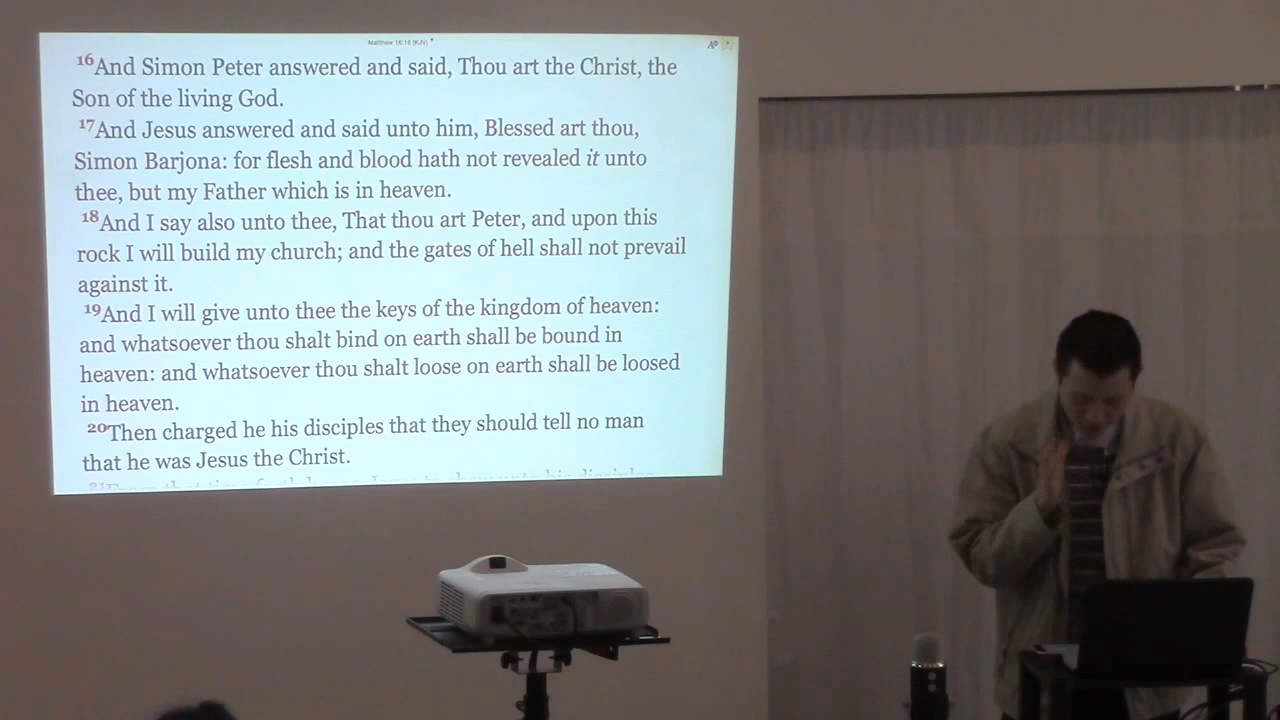 Matthew 16:16 (KJV)
16And Simon Peter answered and said, Thou art the Christ, the
Son of the living God.
17And Jesus answered and said unto him, Blessed art thou,
Simon Barjona: for flesh and blood hath not revealed it unto
thee, but my Father which is in heaven.
18And I say also unto thee, That thou art Peter, and upon this
rock I will build my church; and the gates of hell shall not prevail
against it.
19And I will give unto thee the keys of the kingdom of heaven:
and whatsoever thou shalt bind on earth shall be bound in
heaven: and whatsoever thou shalt loose on earth shall be loosed
in heaven.
20Then charged he his disciples that they should tell no man
that he was Jesus the Christ.